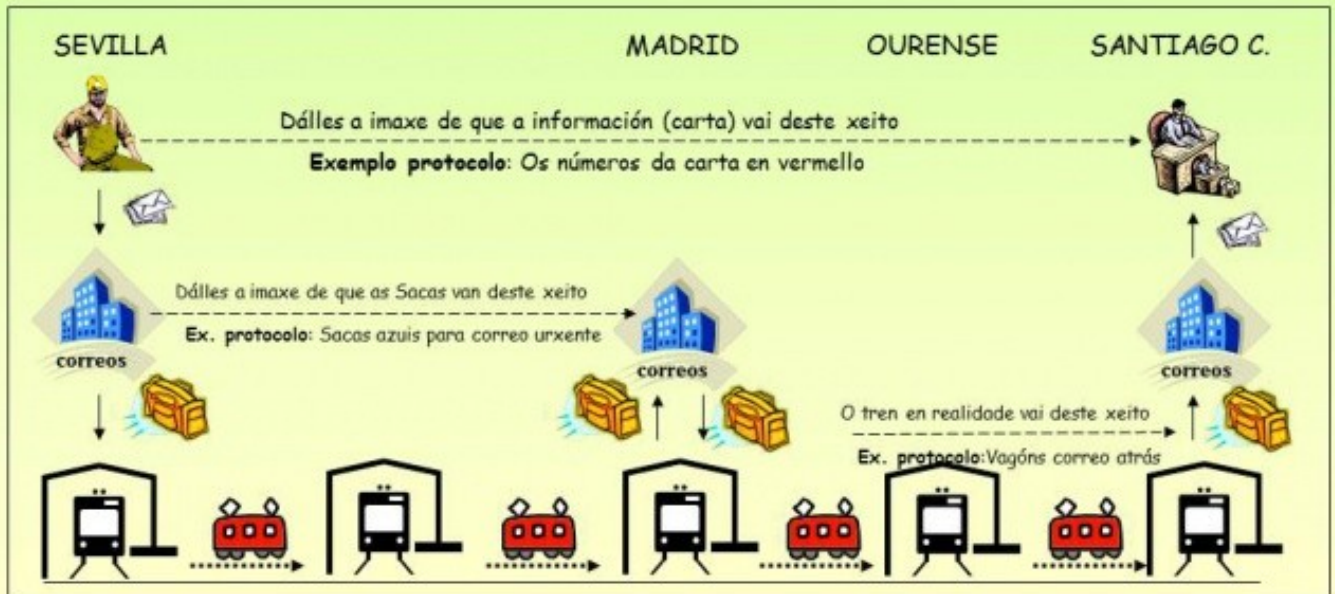 SEVILLA MADRID OURENSE SANTIAGO C.
Dálles a imaxe de que a información (carta) vai deste xeito
Exemplo protocolo: Os números da carta en vermello
Dálles a imaxe de que as Sacas van deste xeito
Ex. protocolo: Sacas azuis para correo urxente
correos
correos
correos
O tren en realidade vai deste xeito
Ex. protocolo:Vagóns correo atrás